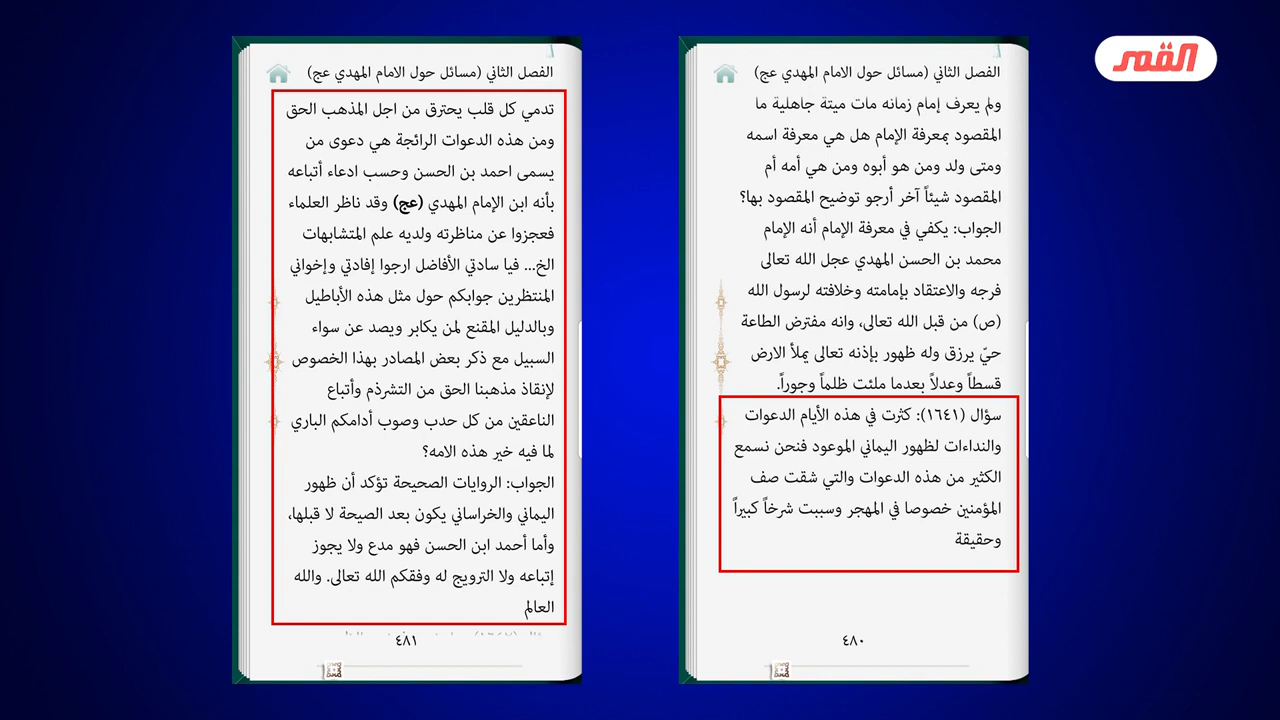 القمر
الفصل الثاني (مسائل حول الامام المهدي عج)
ولم يعرف إمام زمانه مات ميتة جاهلية ما
المقصود بمعرفة الإمام هل هي معرفة اسمه
ومتى ولد ومن هو أبوه ومن هي أمه أم
المقصود شيئاً آخر أرجو توضيح المقصود بها؟
الجواب: يكفي في معرفة الإمام أنه الإمام
محمد بن الحسن المهدي عجل الله تعالى
فرجه والاعتقاد بإمامته وخلافته لرسول الله
(ص) من قبل الله تعالى، وانه مفترض الطاعة
حيّ يرزق وله ظهور بإذنه تعالى يملأ الارض
قسطاً وعدلاً بعدما ملئت ظلماً وجوراً.
سؤال (١٦٤١): كثرت في هذه الأيام الدعوات
والنداءات لظهور اليماني الموعود فنحن نسمع
الكثير من هذه الدعوات والتي شقت صف
المؤمنين خصوصا في المهجر وسببت شرخاً كبيراً
وحقيقة
٤٨٠
الفصل الثاني (مسائل حول الامام المهدي عج)
تدمي كل قلب يحترق من اجل المذهب الحق
ومن هذه الدعوات الرائجة هي دعوى من
يسمى احمد بن الحسن وحسب ادعاء أتباعه
بأنه ابن الإمام المهدي (عج) وقد ناظر العلماء
فعجزوا عن مناظرته ولديه علم المتشابهات
الخ... فيا سادتي الأفاضل ارجوا إفادتي وإخواني
المنتظرين جوابكم حول مثل هذه الأباطيل
وبالدليل المقنع لمن يكابر ويصد عن سواء
السبيل مع ذكر بعض المصادر بهذا الخصوص
لإنقاذ مذهبنا الحق من التشرذم وأتباع
الناعقين من كل حدب وصوب أدامكم الباري
لما فيه خير هذه الامه؟
الجواب: الروايات الصحيحة تؤكد أن ظهور
اليماني والخراساني يكون بعد الصيحة لا قبلها،
وأما أحمد ابن الحسن فهو مدع ولا يجوز
إتباعه ولا الترويج له وفقكم الله تعالى. والله
العالم
٤٨١